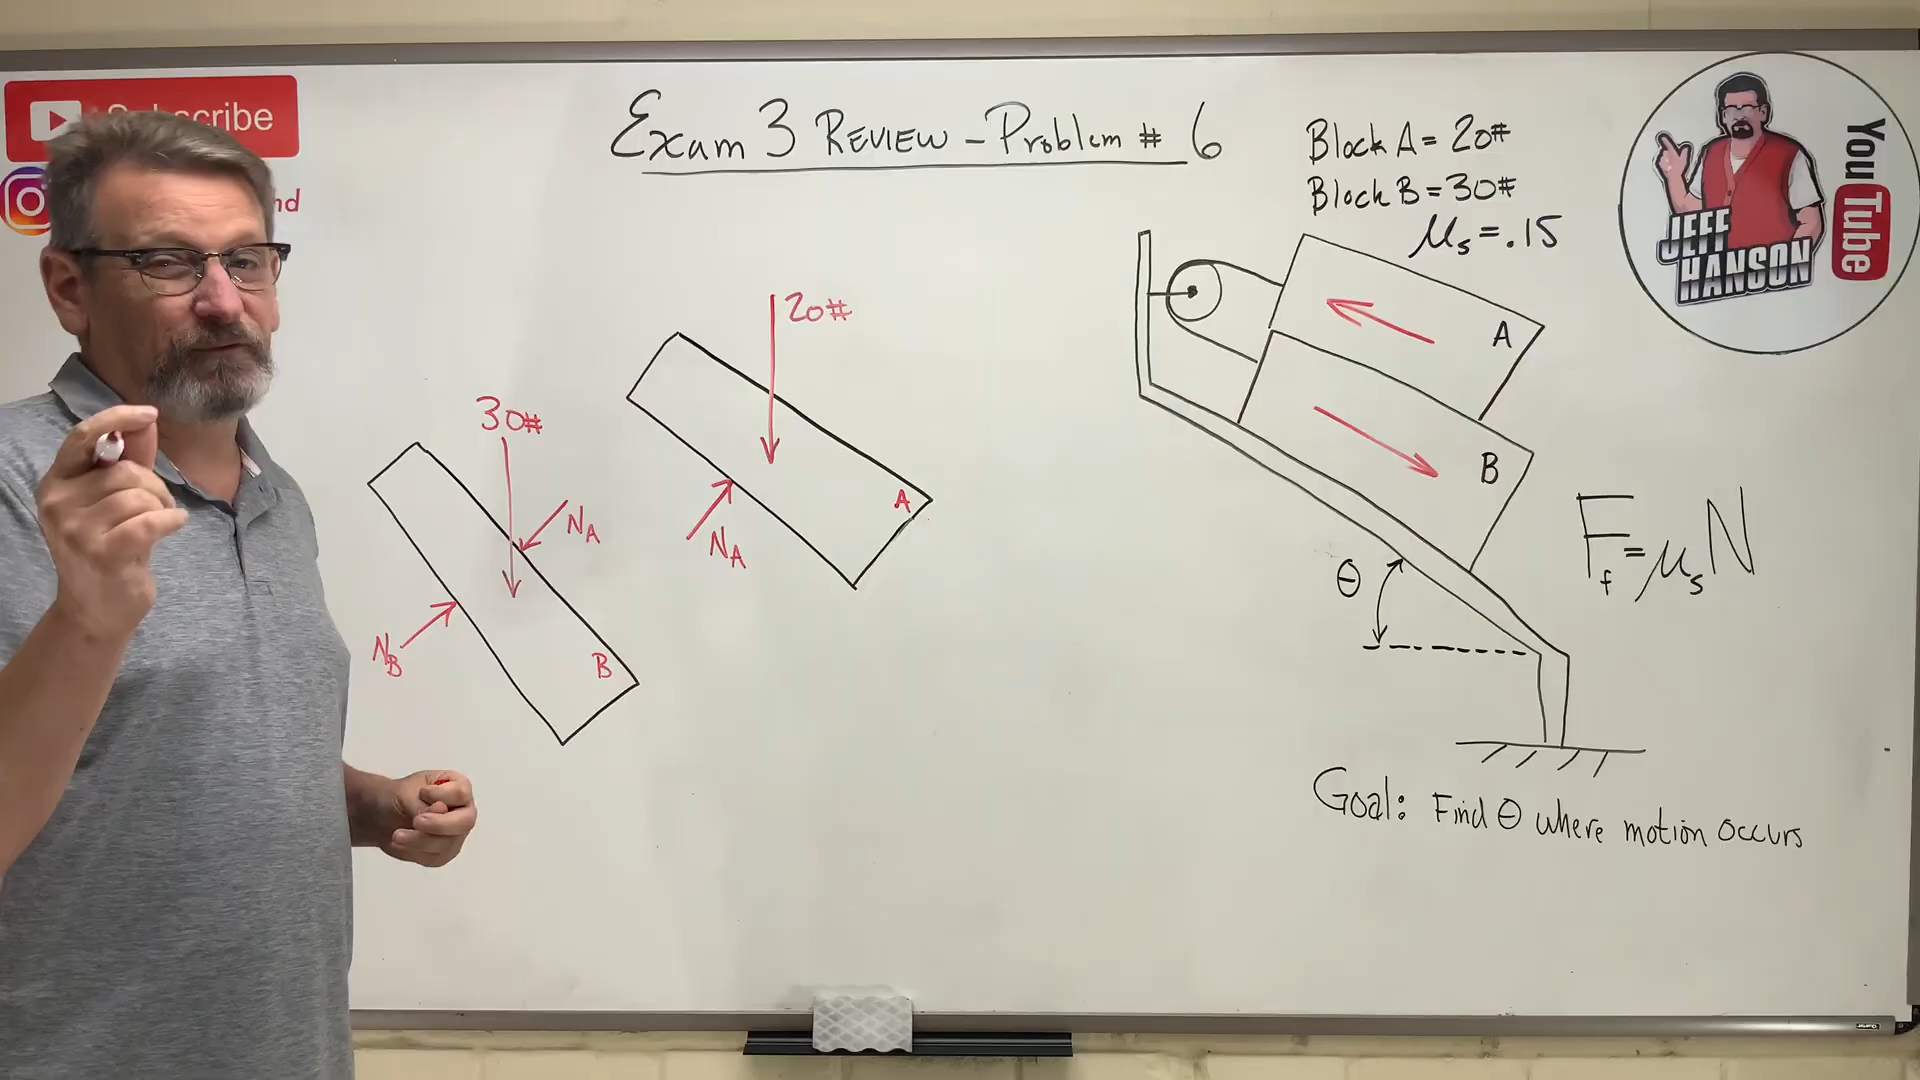 Subscribe
nd
Exam 3 REVIEW - Problem # 6
Block A = 20#
Block B = 30#
μs = .15
YouTube
JEFF
HANSON
20#
30#
A
A
NA
NA
B
B
NB
θ
Ff = μsN
Goal: Find θ where motion occurs